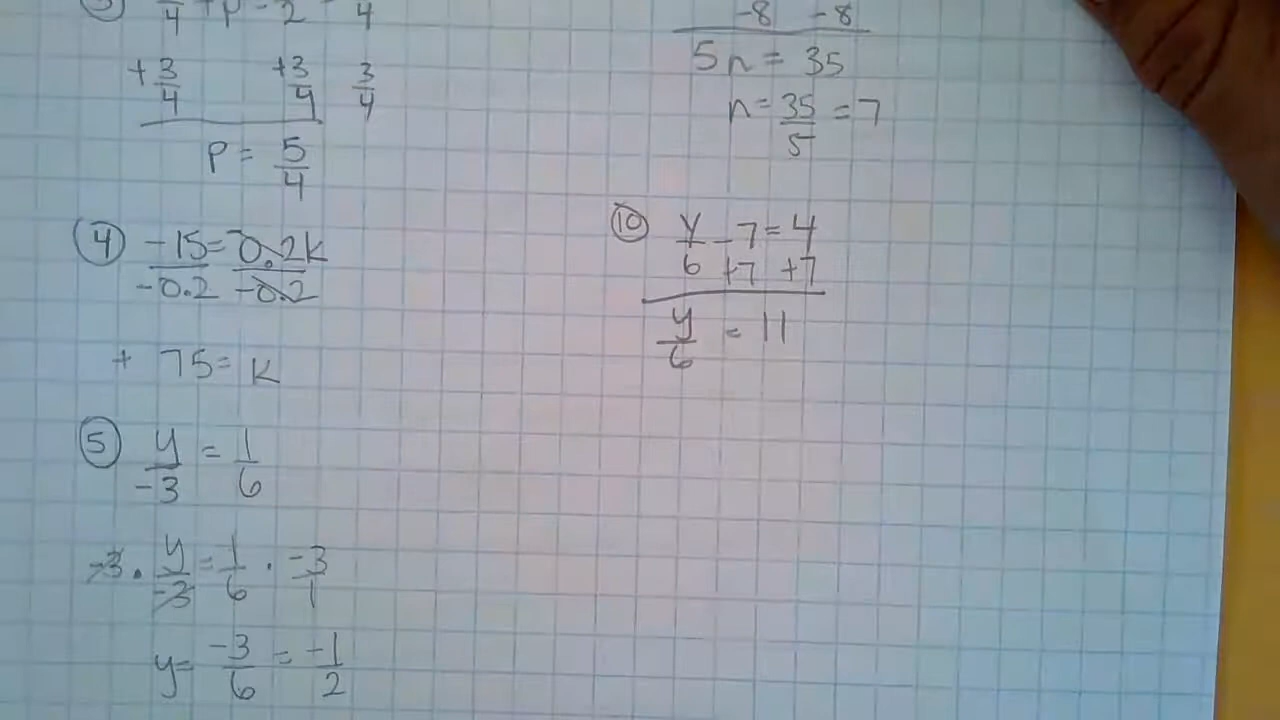 +3/4 +3/4 3/4
P = 5/4
④ -15 = -0.2K
-0.2 -0.2
+ 75 = K
⑤ y/-3 = 1/6
-3 · y/-3 = 1/6 · -3/1
y = -3/6 = -1/2
-8 -8
5n = 35
n = 35/5 = 7
⑩ y/6 - 7 = 4
+7 +7
y/6 = 11